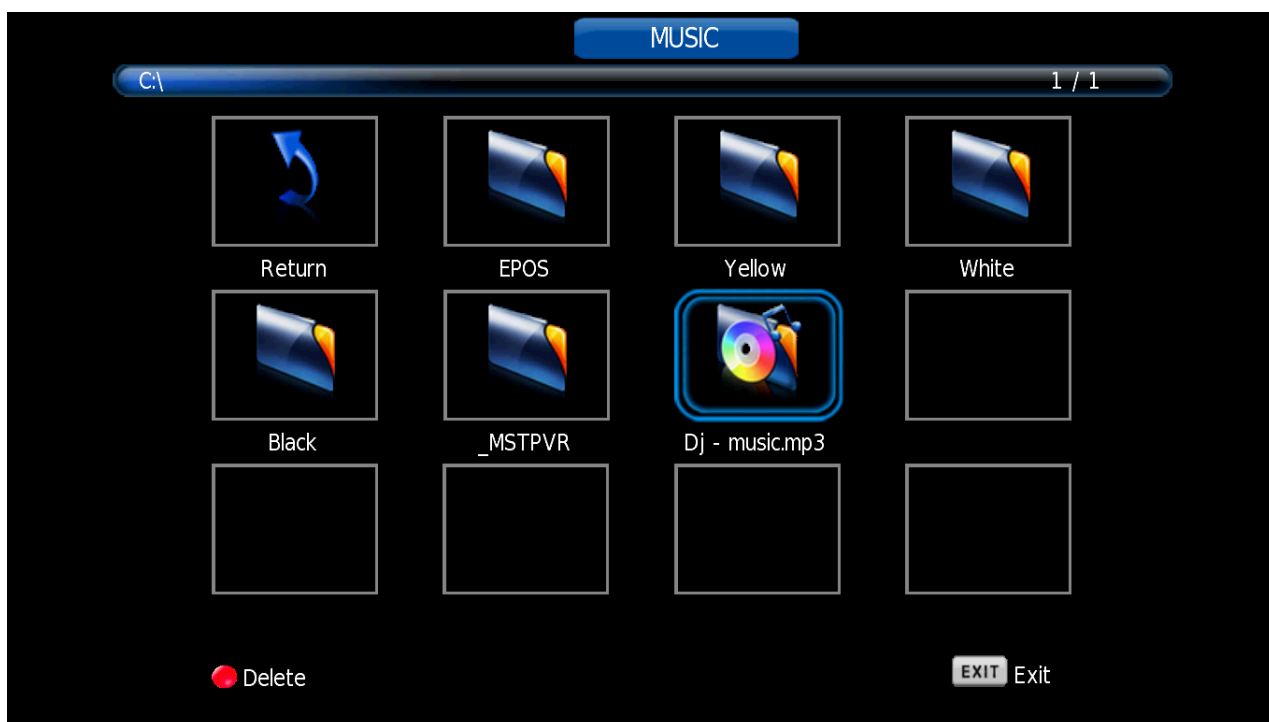 MUSIC
C:\ 1 / 1
Return EPOS Yellow White
Black _MSTPVR Dj - music.mp3
Delete EXIT Exit